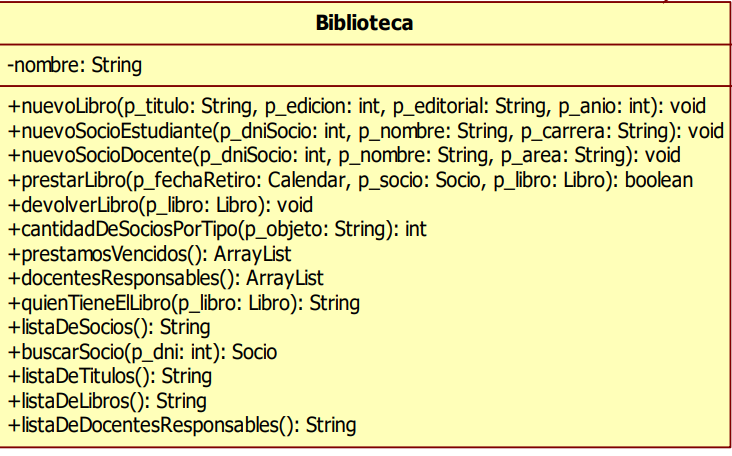 Biblioteca
-nombre: String
+nuevoLibro(p_titulo: String, p_edicion: int, p_editorial: String, p_anio: int): void
+nuevoSocioEstudiante(p_dniSocio: int, p_nombre: String, p_carrera: String): void
+nuevoSocioDocente(p_dniSocio: int, p_nombre: String, p_area: String): void
+prestarLibro(p_fechaRetiro: Calendar, p_socio: Socio, p_libro: Libro): boolean
+devolverLibro(p_libro: Libro): void
+cantidadDeSociosPorTipo(p_objeto: String): int
+prestamosVencidos(): ArrayList
+docentesResponsables(): ArrayList
+quienTieneElLibro(p_libro: Libro): String
+listaDeSocios(): String
+buscarSocio(p_dni: int): Socio
+listaDeTitulos(): String
+listaDeLibros(): String
+listaDeDocentesResponsables(): String